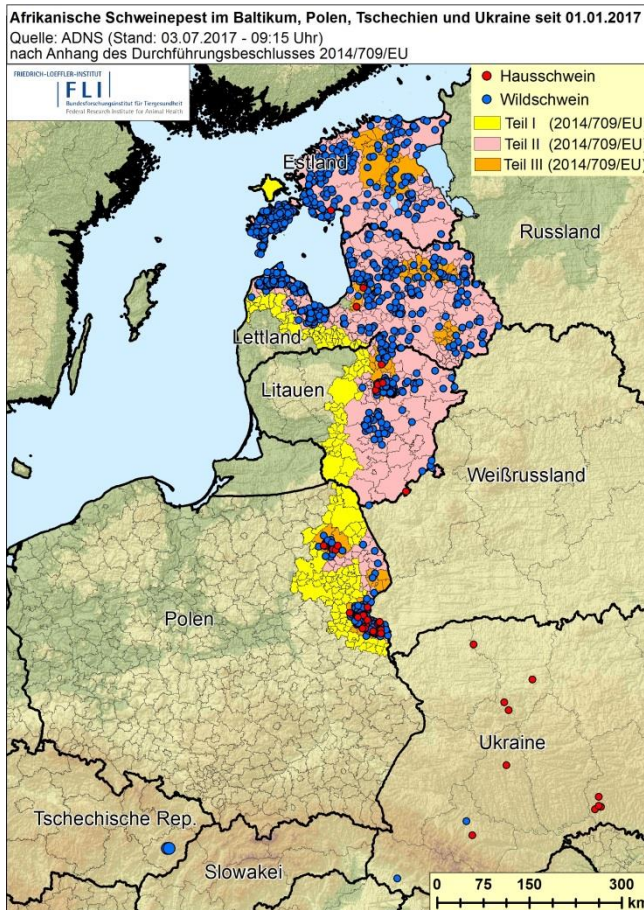 Afrikanische Schweinepest im Baltikum, Polen, Tschechien und Ukraine seit 01.01.2017
Quelle: ADNS (Stand: 03.07.2017 - 09:15 Uhr)
nach Anhang des Durchführungsbeschlusses 2014/709/EU
FRIEDRICH-LOEFFLER-INSTITUT
FLI
Bundesforschungsinstitut für Tiergesundheit
Federal Research Institute for Animal Health
Hausschwein
Wildschwein
Teil I (2014/709/EU)
Teil II (2014/709/EU)
Teil III (2014/709/EU)
Estland
Russland
Lettland
Litauen
Weißrussland
Polen
Ukraine
Tschechische Rep.
Slowakei
0 75 150 300
km